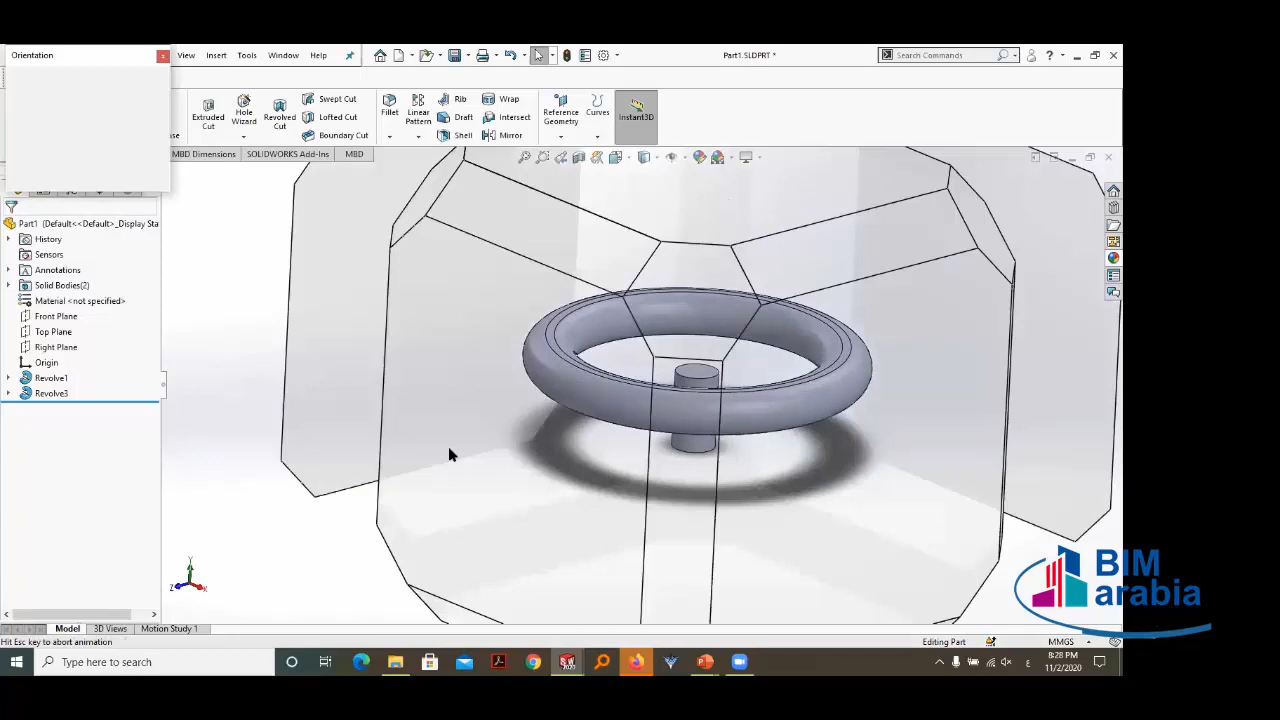 Orientation
View Insert Tools Window Help
Part1.SLDPRT *
Search Commands
Extruded Cut
Hole Wizard
Revolved Cut
Swept Cut
Lofted Cut
Boundary Cut
Fillet
Linear Pattern
Rib
Draft
Shell
Wrap
Intersect
Mirror
Reference Geometry
Curves
Instant3D
MBD Dimensions
SOLIDWORKS Add-Ins
MBD
Part1 (Default<<Default>_Display Sta
History
Sensors
Annotations
Solid Bodies(2)
Material <not specified>
Front Plane
Top Plane
Right Plane
Origin
Revolve1
Revolve3
Y
Z
X
BIM
arabia
Model 3D Views Motion Study 1
Hit Esc key to abort animation
Editing Part
MMGS
Type here to search
8:28 PM
11/2/2020